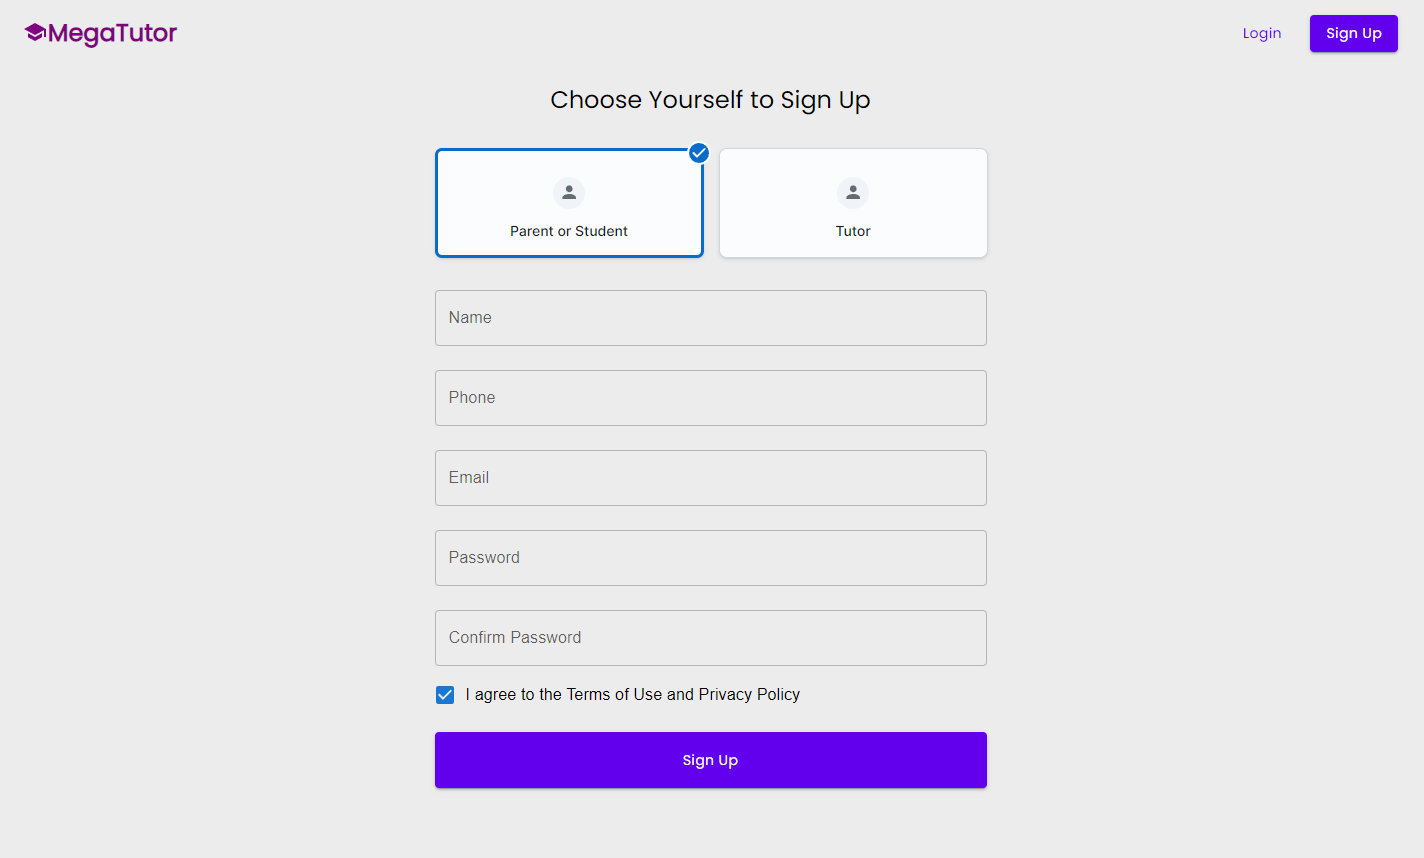 MegaTutor
Login
Sign Up
Choose Yourself to Sign Up
Parent or Student
Tutor
Name
Phone
Email
Password
Confirm Password
I agree to the Terms of Use and Privacy Policy
Sign Up